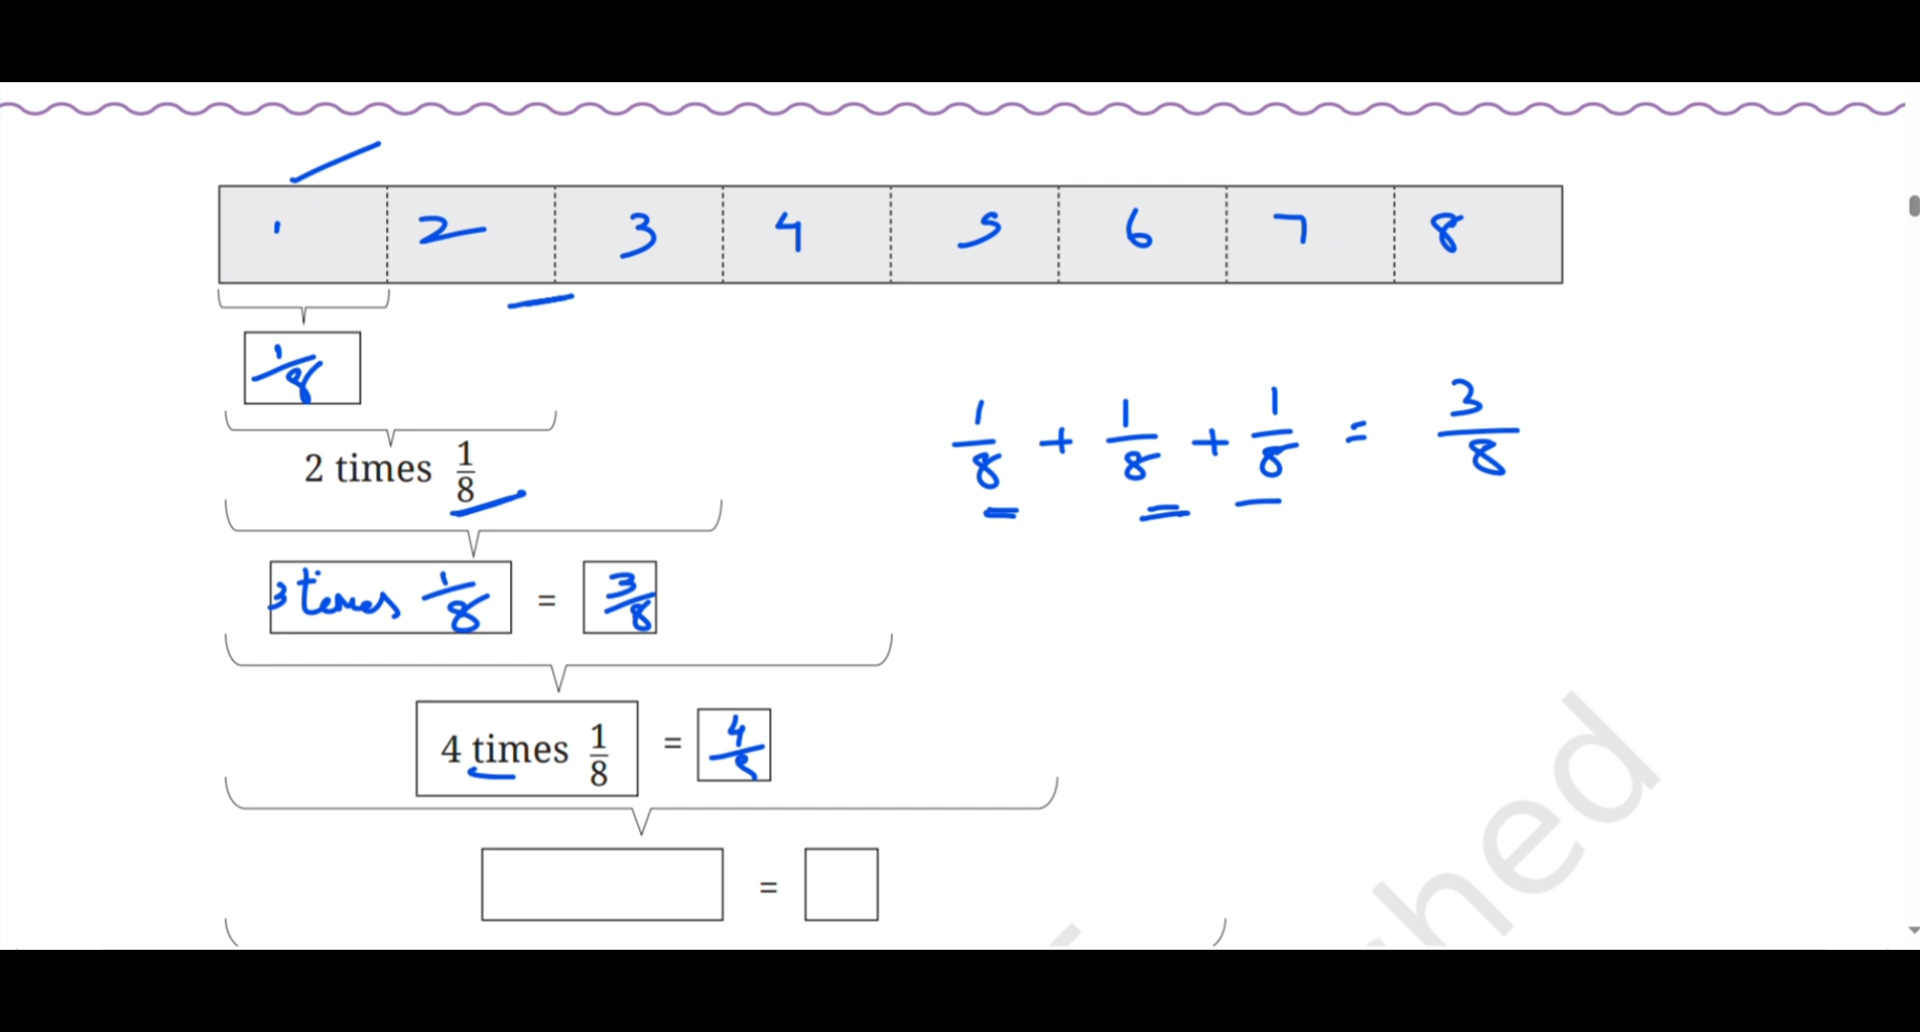 1 2 3 4 5 6 7 8
1/8
2 times 1/8
1/8 + 1/8 + 1/8 = 3/8
3 times 1/8 = 3/8
4 times 1/8 = 4/8
=
hed